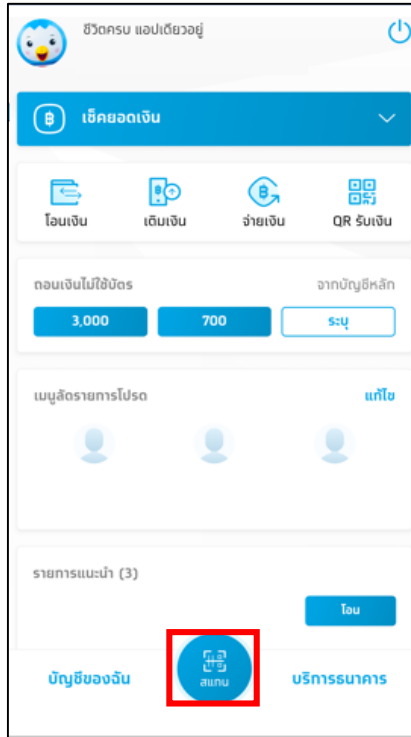 ชีวิตครบ แอปเดียวอยู่
เช็คยอดเงิน
โอนเงิน เติมเงิน จ่ายเงิน QR รับเงิน
ถอนเงินไม่ใช้บัตร จากบัญชีหลัก
3,000 700 ระบุ
เมนูลัดรายการโปรด แก้ไข
รายการแนะนำ (3)
โอน
บัญชีของฉัน สแกน บริการธนาคาร